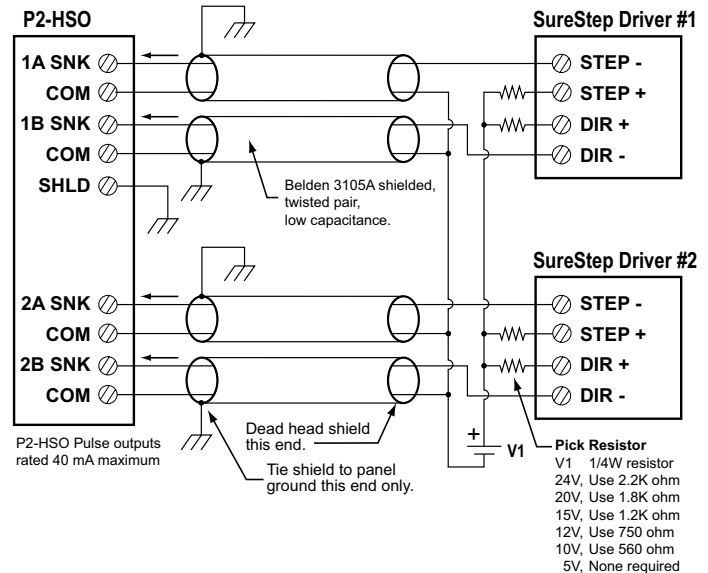 P2-HSO
1A SNK
COM
1B SNK
COM
SHLD
2A SNK
COM
2B SNK
COM
P2-HSO Pulse outputs
rated 40 mA maximum
Belden 3105A shielded,
twisted pair,
low capacitance.
Dead head shield
this end.
Tie shield to panel
ground this end only.
SureStep Driver #1
STEP -
STEP +
DIR +
DIR -
SureStep Driver #2
STEP -
STEP +
DIR +
DIR -
+
V1
Pick Resistor
V1 1/4W resistor
24V, Use 2.2K ohm
20V, Use 1.8K ohm
15V, Use 1.2K ohm
12V, Use 750 ohm
10V, Use 560 ohm
5V, None required